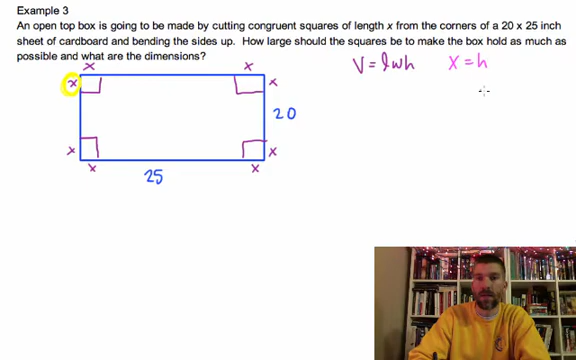 Example 3
An open top box is going to be made by cutting congruent squares of length x from the corners of a 20 x 25 inch
sheet of cardboard and bending the sides up. How large should the squares be to make the box hold as much as
possible and what are the dimensions?
V = lwh x = h
x x
x x
20
x x
x x
25